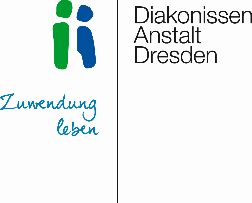 Diakonissen
Anstalt
Dresden
Zuwendung
leben